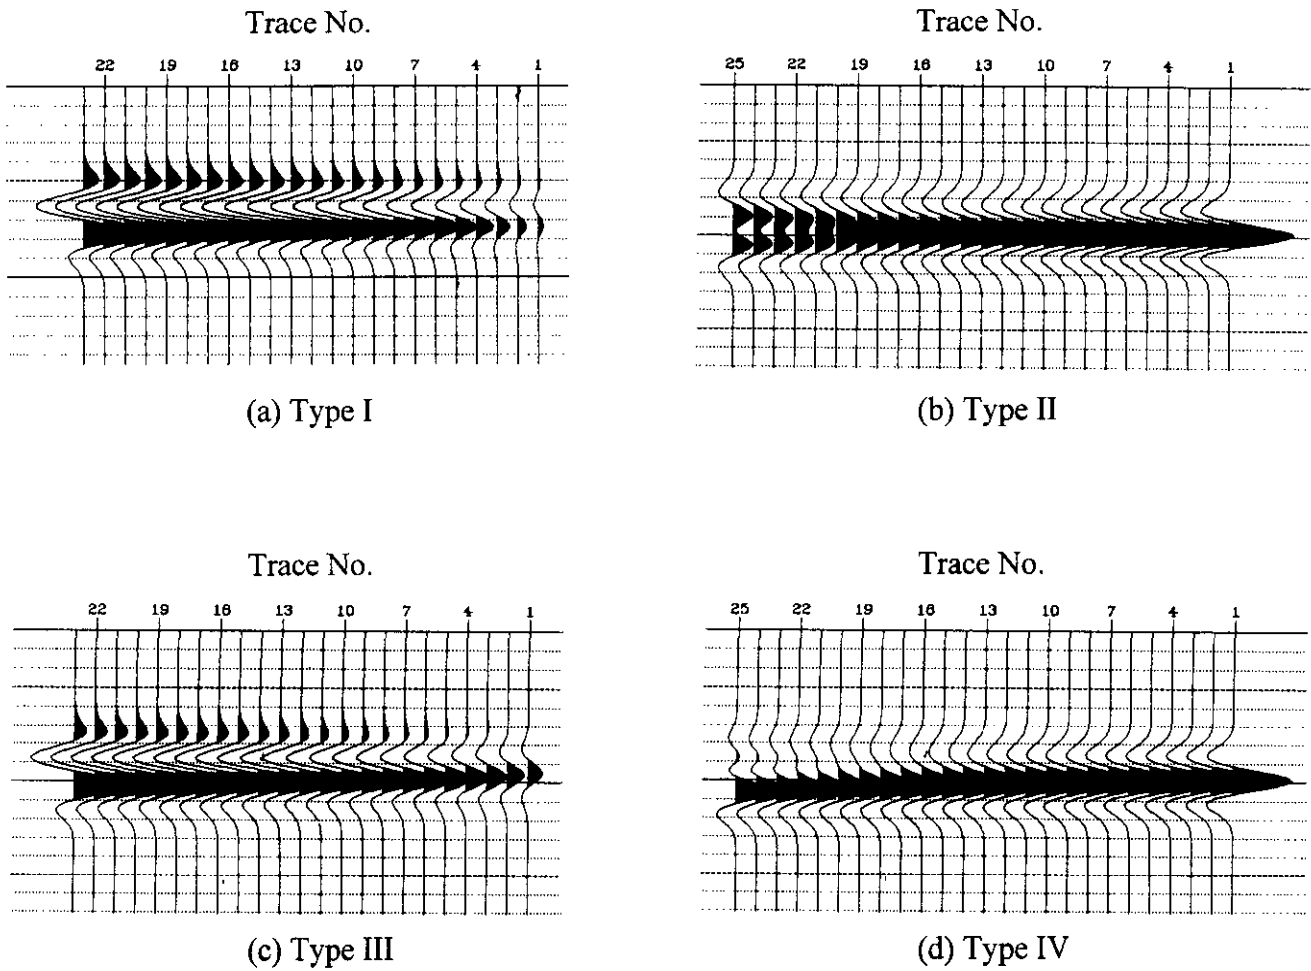 Trace No.
22 19 16 13 10 7 4 1
(a) Type I
Trace No.
25 22 19 16 13 10 7 4 1
(b) Type II
Trace No.
22 19 16 13 10 7 4 1
(c) Type III
Trace No.
25 22 19 16 13 10 7 4 1
(d) Type IV